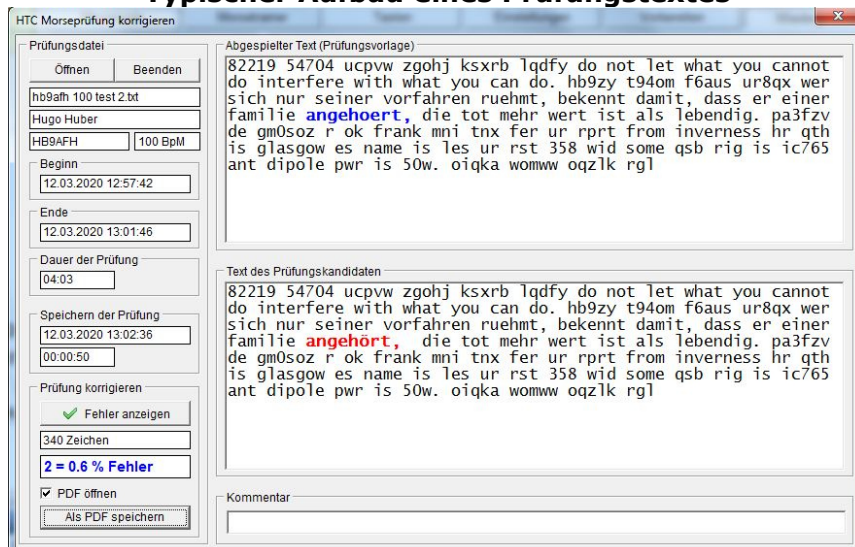 Typischer Aufbau eines Prüfungstextes
HTC Morseprüfung korrigieren
Prüfungsdatei
Öffnen
Beenden
hb9afh 100 test 2.txt
Hugo Huber
HB9AFH
100 BpM
Beginn
12.03.2020 12:57:42
Ende
12.03.2020 13:01:46
Dauer der Prüfung
04:03
Speichern der Prüfung
12.03.2020 13:02:36
00:00:50
Prüfung korrigieren
Fehler anzeigen
340 Zeichen
2 = 0.6 % Fehler
PDF öffnen
Als PDF speichern
Abgespielter Text (Prüfungsvorlage)
82219 54704 ucpvw zgohj ksxrb lqdfy do not let what you cannot
do interfere with what you can do. hb9zy t94om f6aus ur8qx wer
sich nur seiner vorfahren ruehmt, bekennt damit, dass er einer
familie angehoert, die tot mehr wert ist als lebendig. pa3fzv
de gm0soz r ok frank mni tnx fer ur rprt from inverness hr qth
is glasgow es name is les ur rst 358 wid some qsb rig is ic765
ant dipole pwr is 50w. oiqka womww oqzlk rgl
Text des Prüfungskandidaten
82219 54704 ucpvw zgohj ksxrb lqdfy do not let what you cannot
do interfere with what you can do. hb9zy t94om f6aus ur8qx wer
sich nur seiner vorfahren ruehmt, bekennt damit, dass er einer
familie angehört, die tot mehr wert ist als lebendig. pa3fzv
de gm0soz r ok frank mni tnx fer ur rprt from inverness hr qth
is glasgow es name is les ur rst 358 wid some qsb rig is ic765
ant dipole pwr is 50w. oiqka womww oqzlk rgl
Kommentar